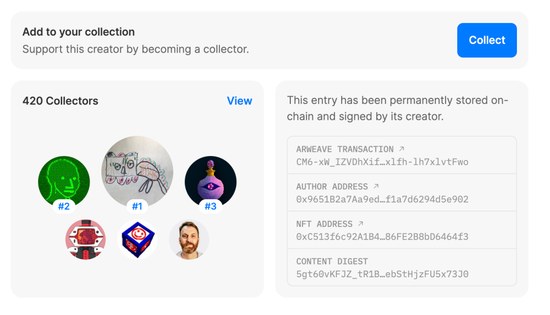 Add to your collection
Support this creator by becoming a collector.
Collect
420 Collectors
View
#2
#1
#3
This entry has been permanently stored on-
chain and signed by its creator.
ARWEAVE TRANSACTION ↗
CM6-xW_IZVDhXif…xlfh-lh7xlvtFwo
AUTHOR ADDRESS ↗
0x9651B2a7Aa9ed…f1a7d6294d5e902
NFT ADDRESS ↗
0xC513f6c92A1B4…86FE2B8bD6464f3
CONTENT DIGEST
5gt60vKFJZ_tR1B…ebStHjzFU5x73J0